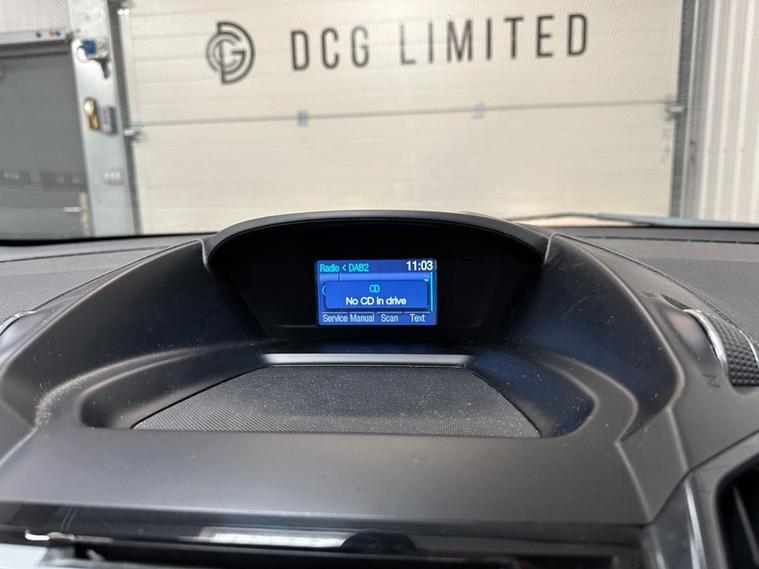 DCG LIMITED
Radio < DAB2 11:03
CD
No CD in drive
Service Manual Scan Text